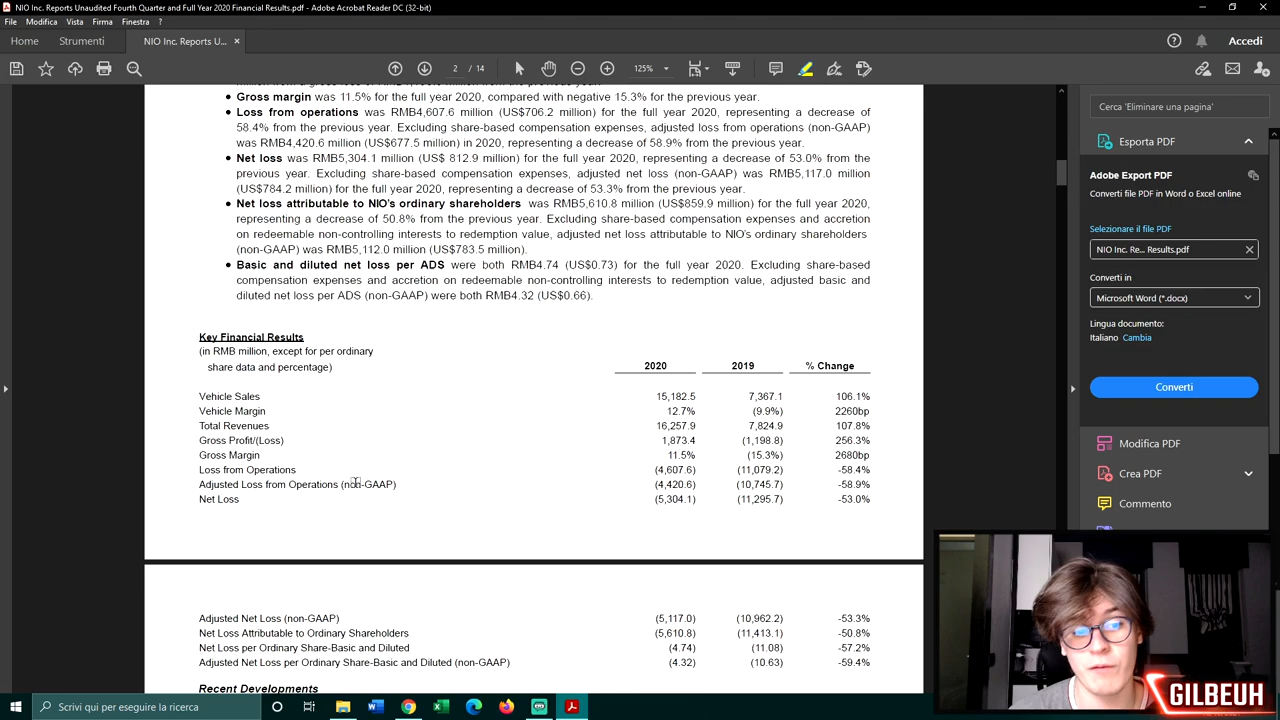 NIO Inc. Reports Unaudited Fourth Quarter and Full Year 2020 Financial Results.pdf - Adobe Acrobat Reader DC (32-bit)
File Modifica Vista Firma Finestra ?
Home Strumenti NIO Inc. Reports U... × Accedi
2 / 14 125%
• Gross margin was 11.5% for the full year 2020, compared with negative 15.3% for the previous year.
• Loss from operations was RMB4,607.6 million (US$706.2 million) for the full year 2020, representing a decrease of
58.4% from the previous year. Excluding share-based compensation expenses, adjusted loss from operations (non-GAAP)
was RMB4,420.6 million (US$677.5 million) in 2020, representing a decrease of 58.9% from the previous year.
• Net loss was RMB5,304.1 million (US$ 812.9 million) for the full year 2020, representing a decrease of 53.0% from the
previous year. Excluding share-based compensation expenses, adjusted net loss (non-GAAP) was RMB5,117.0 million
(US$784.2 million) for the full year 2020, representing a decrease of 53.3% from the previous year.
• Net loss attributable to NIO's ordinary shareholders was RMB5,610.8 million (US$859.9 million) for the full year 2020,
representing a decrease of 50.8% from the previous year. Excluding share-based compensation expenses and accretion
on redeemable non-controlling interests to redemption value, adjusted net loss attributable to NIO's ordinary shareholders
(non-GAAP) was RMB5,112.0 million (US$783.5 million).
• Basic and diluted net loss per ADS were both RMB4.74 (US$0.73) for the full year 2020. Excluding share-based
compensation expenses and accretion on redeemable non-controlling interests to redemption value, adjusted basic and
diluted net loss per ADS (non-GAAP) were both RMB4.32 (US$0.66).
Key Financial Results
(in RMB million, except for per ordinary
share data and percentage)
2020 2019 % Change
Vehicle Sales 15,182.5 7,367.1 106.1%
Vehicle Margin 12.7% (9.9%) 2260bp
Total Revenues 16,257.9 7,824.9 107.8%
Gross Profit/(Loss) 1,873.4 (1,198.8) 256.3%
Gross Margin 11.5% (15.3%) 2680bp
Loss from Operations (4,607.6) (11,079.2) -58.4%
Adjusted Loss from Operations (non-GAAP) (4,420.6) (10,745.7) -58.9%
Net Loss (5,304.1) (11,295.7) -53.0%
Adjusted Net Loss (non-GAAP) (5,117.0) (10,962.2) -53.3%
Net Loss Attributable to Ordinary Shareholders (5,610.8) (11,413.1) -50.8%
Net Loss per Ordinary Share-Basic and Diluted (4.74) (11.08) -57.2%
Adjusted Net Loss per Ordinary Share-Basic and Diluted (non-GAAP) (4.32) (10.63) -59.4%
Recent Developments
Cerca 'Eliminare una pagina'
Esporta PDF
Adobe Export PDF
Converti file PDF in Word o Excel online
Selezionare il file PDF
NIO Inc. Re... Results.pdf ×
Converti in
Microsoft Word (*.docx)
Lingua documento:
Italiano Cambia
Converti
Modifica PDF
Crea PDF
Commento
GILBEUH
Scrivi qui per eseguire la ricerca